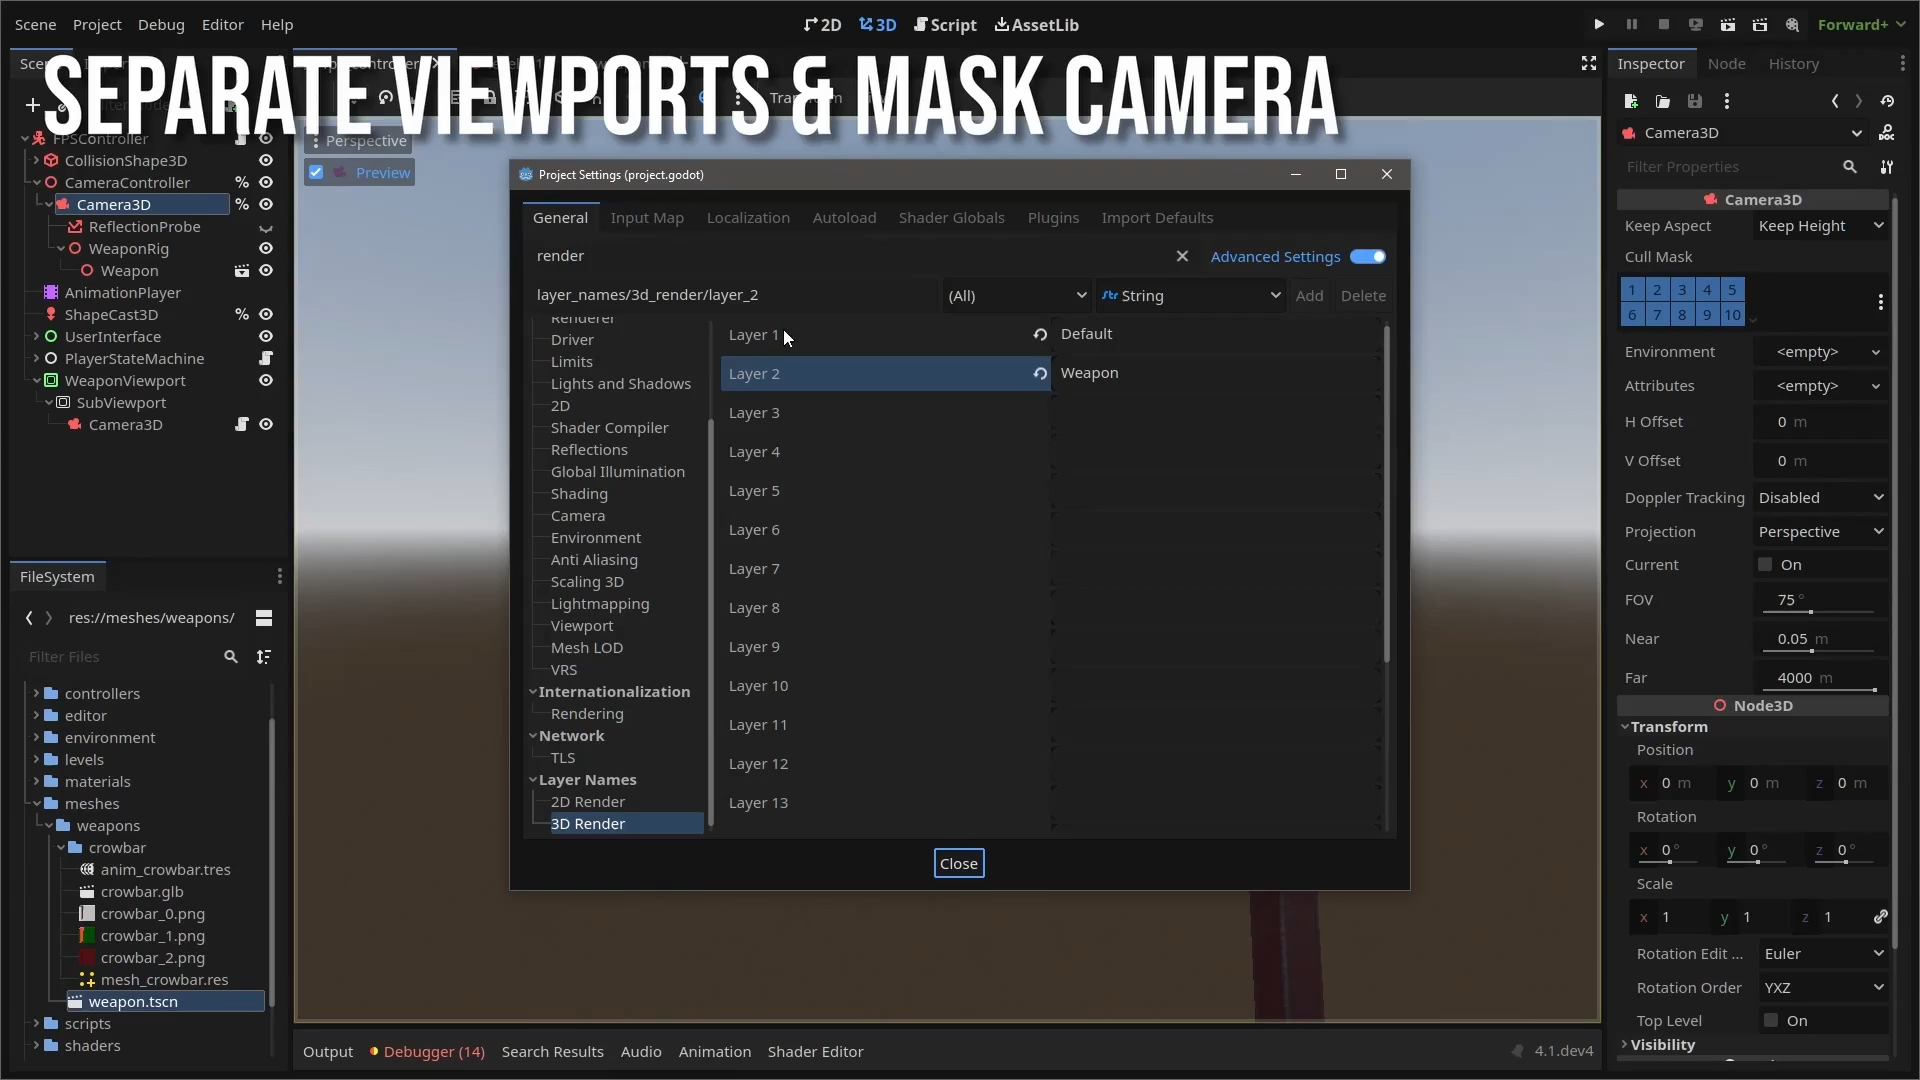 Scene Project Debug Editor Help
2D 3D Script AssetLib
Forward+
SEPARATE VIEWPORTS & MASK CAMERA
Inspector Node History
Perspective
Preview
FPSController
CollisionShape3D
CameraController
Camera3D
ReflectionProbe
WeaponRig
Weapon
AnimationPlayer
ShapeCast3D
UserInterface
PlayerStateMachine
WeaponViewport
SubViewport
Camera3D
FileSystem
res://meshes/weapons/
Filter Files
controllers
editor
environment
levels
materials
meshes
weapons
crowbar
anim_crowbar.tres
crowbar.glb
crowbar_0.png
crowbar_1.png
crowbar_2.png
mesh_crowbar.res
weapon.tscn
scripts
shaders
Project Settings (project.godot)
General Input Map Localization Autoload Shader Globals Plugins Import Defaults
render
Advanced Settings
layer_names/3d_render/layer_2
(All)
String
Add Delete
Renderer
Driver
Limits
Lights and Shadows
2D
Shader Compiler
Reflections
Global Illumination
Shading
Camera
Environment
Anti Aliasing
Scaling 3D
Lightmapping
Viewport
Mesh LOD
VRS
Internationalization
Rendering
Network
TLS
Layer Names
2D Render
3D Render
Layer 1 Default
Layer 2 Weapon
Layer 3
Layer 4
Layer 5
Layer 6
Layer 7
Layer 8
Layer 9
Layer 10
Layer 11
Layer 12
Layer 13
Close
Output Debugger (14) Search Results Audio Animation Shader Editor
4.1.dev4
Camera3D
Filter Properties
Camera3D
Keep Aspect Keep Height
Cull Mask
1 2 3 4 5
6 7 8 9 10
Environment <empty>
Attributes <empty>
H Offset 0 m
V Offset 0 m
Doppler Tracking Disabled
Projection Perspective
Current On
FOV 75 °
Near 0.05 m
Far 4000 m
Node3D
Transform
Position
x 0 m y 0 m z 0 m
Rotation
x 0 ° y 0 ° z 0 °
Scale
x 1 y 1 z 1
Rotation Edit ... Euler
Rotation Order YXZ
Top Level On
Visibility